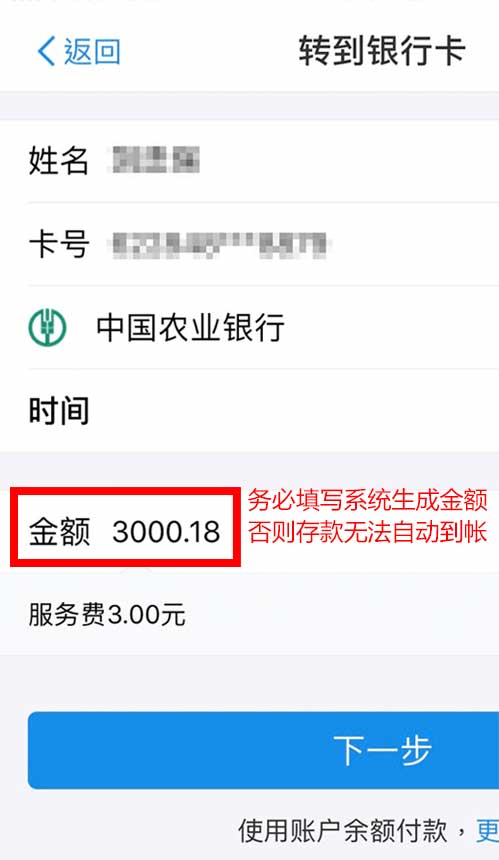 返回
转到银行卡
姓名
卡号
中国农业银行
时间
务必填写系统生成金额
否则存款无法自动到帐
金额 3000.18
服务费3.00元
下一步
使用账户余额付款，更